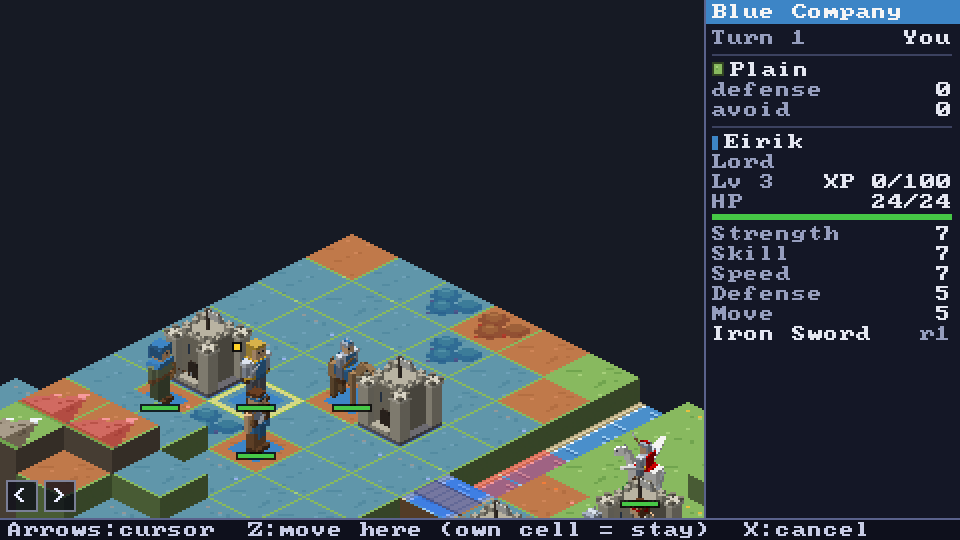 Blue Company
Turn 1 You
Plain
defense 0
avoid 0
Eirik
Lord
Lv 3 XP 0/100
HP 24/24
Strength 7
Skill 7
Speed 7
Defense 5
Move 5
Iron Sword r1
< >
Arrows:cursor Z:move here (own cell = stay) X:cancel